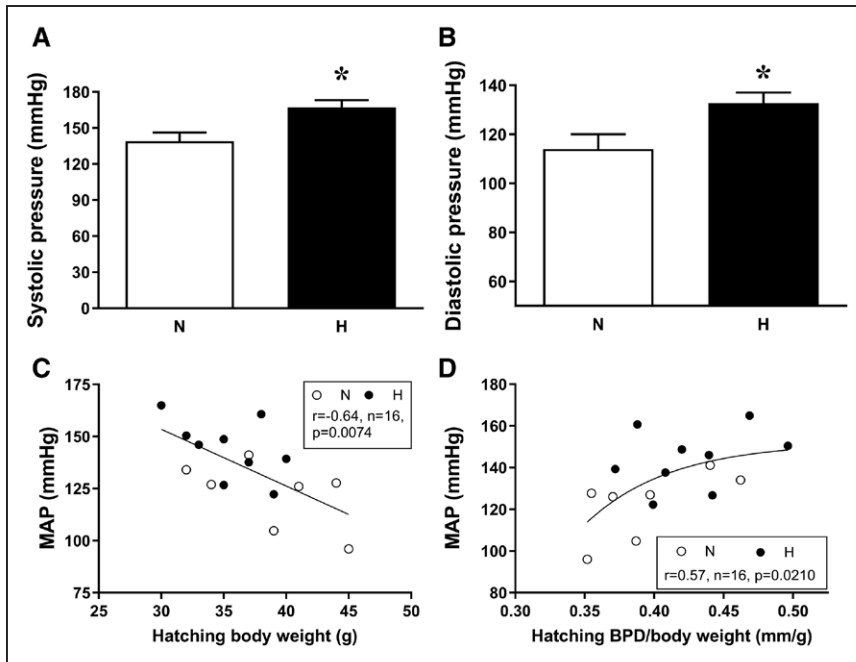 A
Systolic pressure (mmHg)
180
150
120
90
60
30
0
*
N
H
B
Diastolic pressure (mmHg)
140
120
100
80
60
*
N
H
C
MAP (mmHg)
175
150
125
100
75
N H
r=-0.64, n=16,
p=0.0074
25 30 35 40 45 50
Hatching body weight (g)
D
MAP (mmHg)
180
160
140
120
100
80
N H
r=0.57, n=16, p=0.0210
0.30 0.35 0.40 0.45 0.50
Hatching BPD/body weight (mm/g)